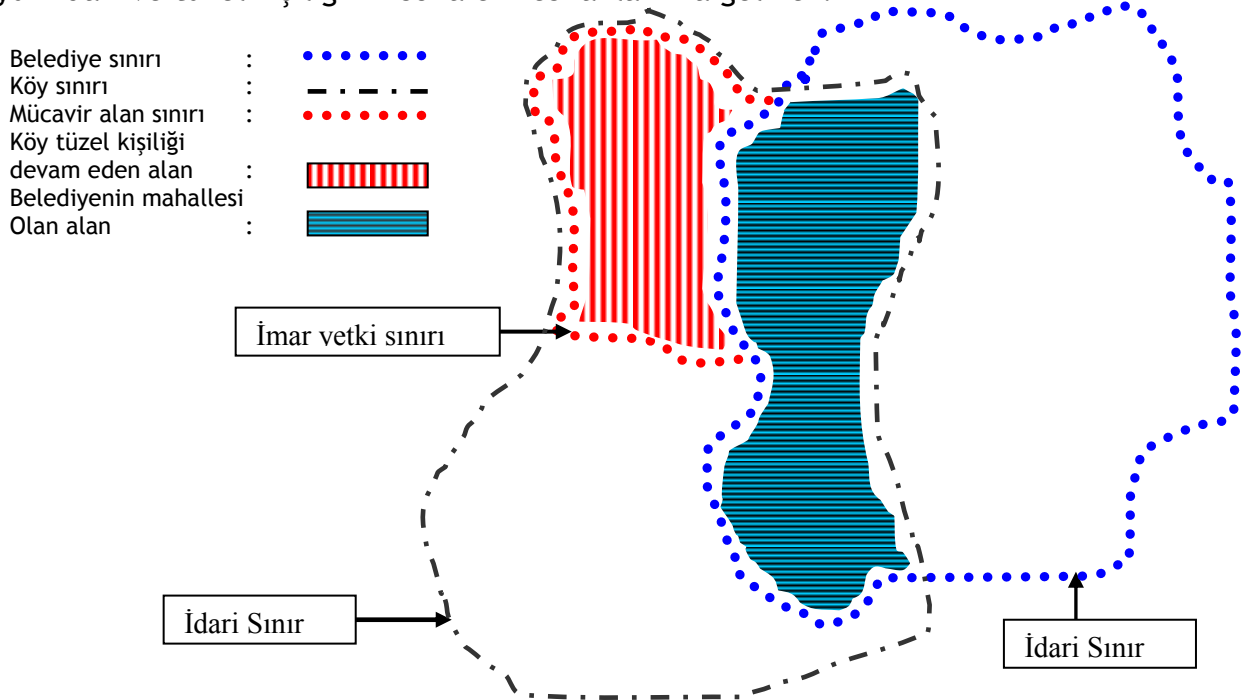 Belediye sınırı :
Köy sınırı :
Mücavir alan sınırı :
Köy tüzel kişiliği
devam eden alan :
Belediyenin mahallesi
Olan alan :
İmar yetki sınırı
İdari Sınır
İdari Sınır